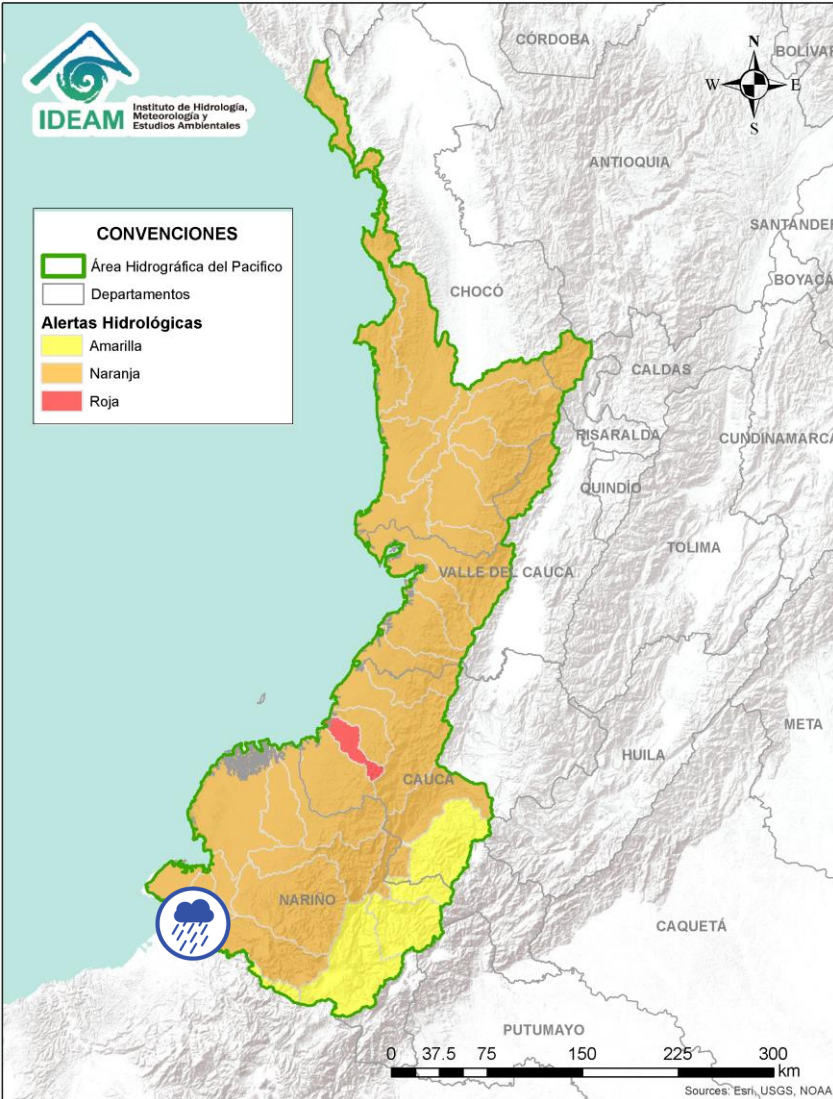 IDEAM
Instituto de Hidrología,
Meteorología y
Estudios Ambientales
CONVENCIONES
Área Hidrográfica del Pacifico
Departamentos
Alertas Hidrológicas
Amarilla
Naranja
Roja
N
W
E
S
CÓRDOBA
BOLÍVAR
ANTIOQUIA
SANTANDER
BOYACÁ
CHOCÓ
CALDAS
RISARALDA
CUNDINAMARCA
QUINDÍO
TOLIMA
VALLE DEL CAUCA
META
HUILA
CAUCA
NARIÑO
CAQUETÁ
PUTUMAYO
0 37.5 75 150 225 300
km
Sources: Esri, USGS, NOAA